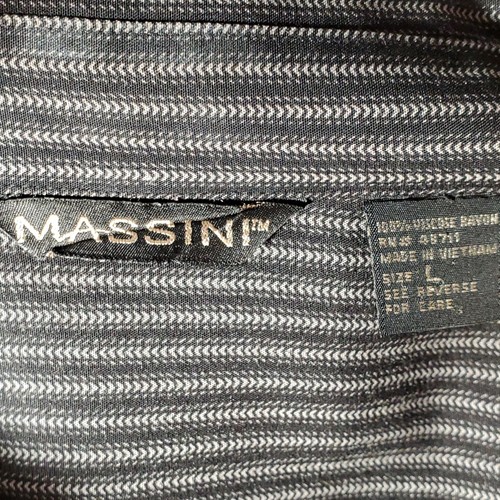 MASSINI™
100% VISCOSE RAYON
RN# 45711
MADE IN VIETNAM
SIZE L
SEE REVERSE
FOR CARE